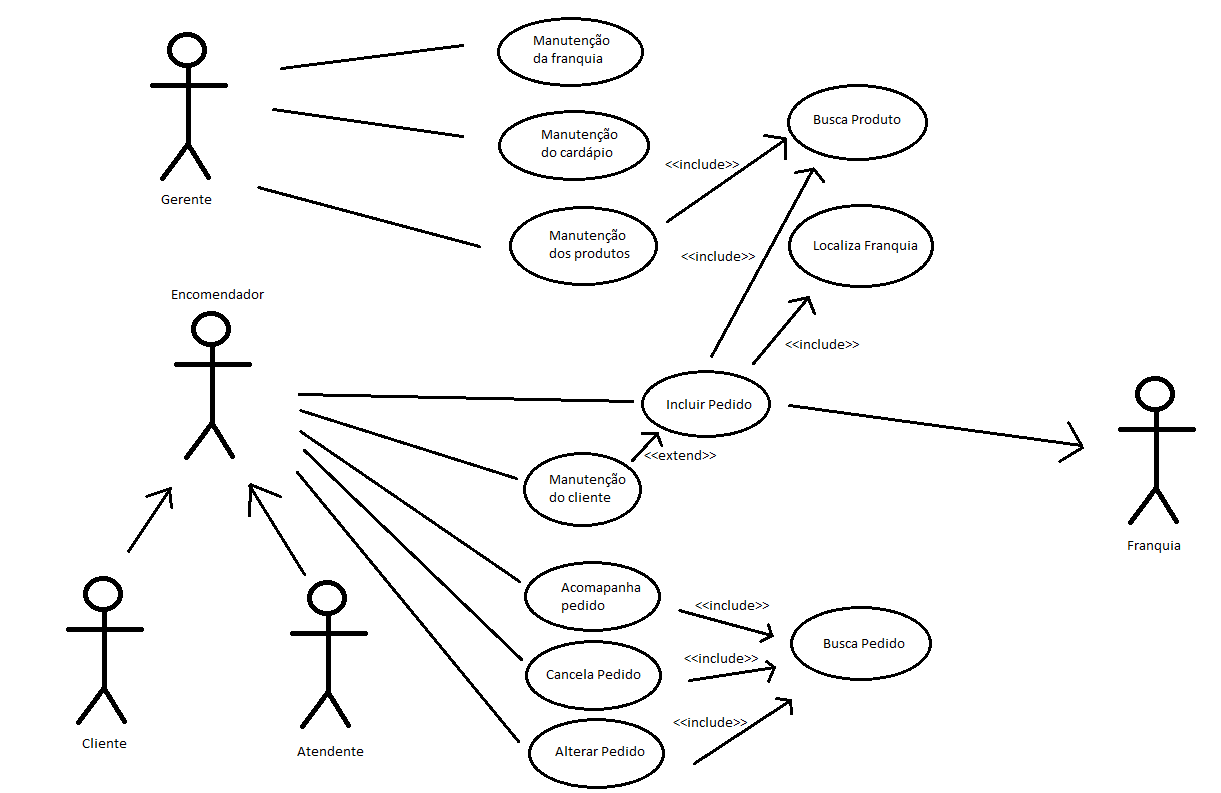 Manutenção
da franquia
Busca Produto
Manutenção
do cardápio
<<include>>
Gerente
Manutenção
dos produtos
Localiza Franquia
<<include>>
Encomendador
<<include>>
Incluir Pedido
<<extend>>
Manutenção
do cliente
Franquia
Acomapanha
pedido
<<include>>
Busca Pedido
<<include>>
Cancela Pedido
<<include>>
Cliente
Atendente
Alterar Pedido